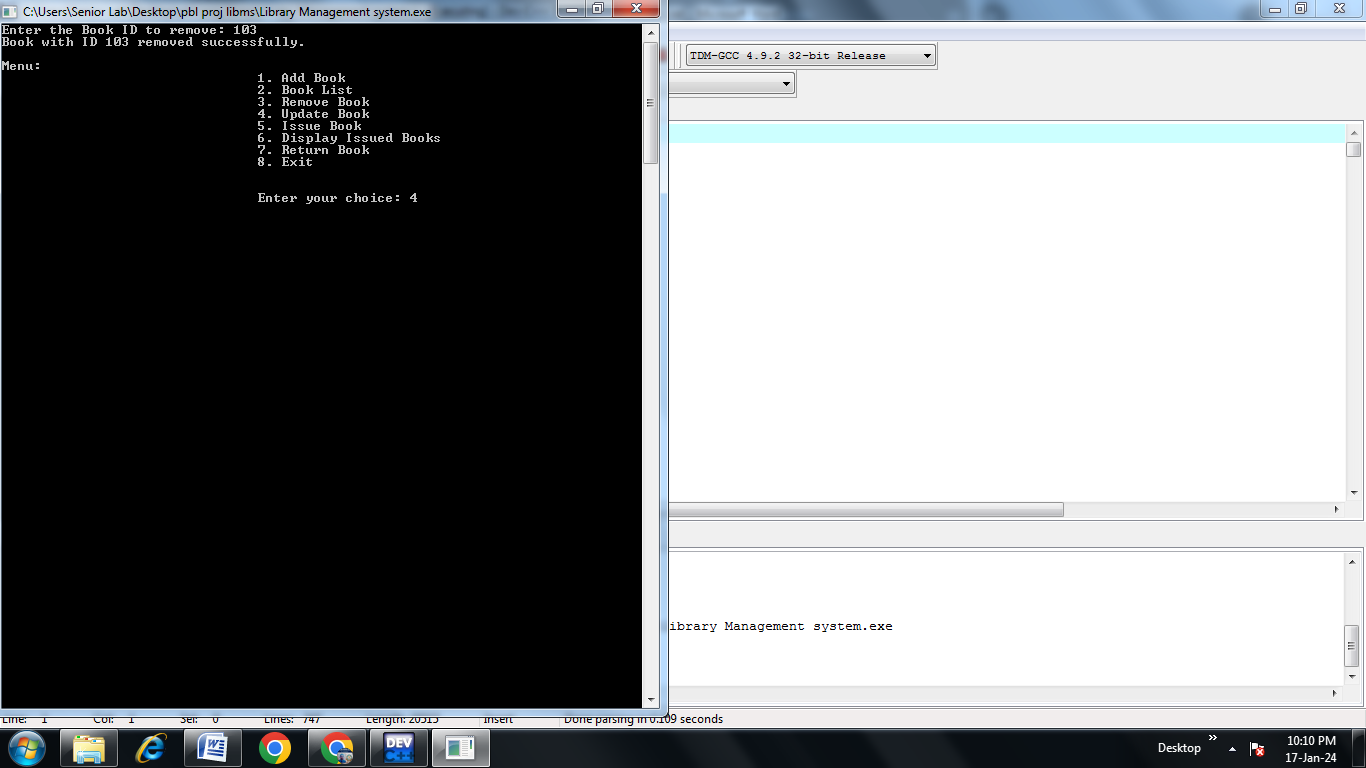 C:\Users\Senior Lab\Desktop\pbl proj libms\Library Management system.exe
Enter the Book ID to remove: 103
Book with ID 103 removed successfully.
Menu:
1. Add Book
2. Book List
3. Remove Book
4. Update Book
5. Issue Book
6. Display Issued Books
7. Return Book
8. Exit
Enter your choice: 4
TDM-GCC 4.9.2 32-bit Release
ibrary Management system.exe
Line: 1 Col: 1 Sel: 0 Lines: 747 Length: 20515 Insert Done parsing in 0.109 seconds
DEV
C++
Desktop
10:10 PM
17-Jan-24